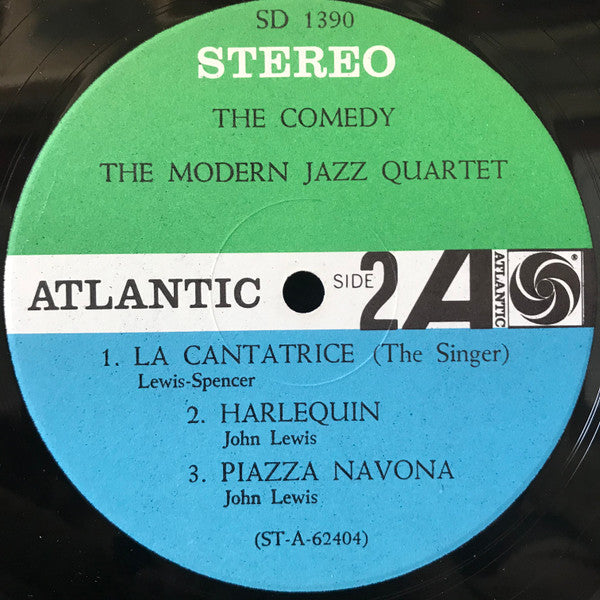 SD 1390
STEREO
THE COMEDY
THE MODERN JAZZ QUARTET
ATLANTIC SIDE 2 A ATLANTIC ®
1. LA CANTATRICE (The Singer)
Lewis-Spencer
2. HARLEQUIN
John Lewis
3. PIAZZA NAVONA
John Lewis
(ST-A-62404)